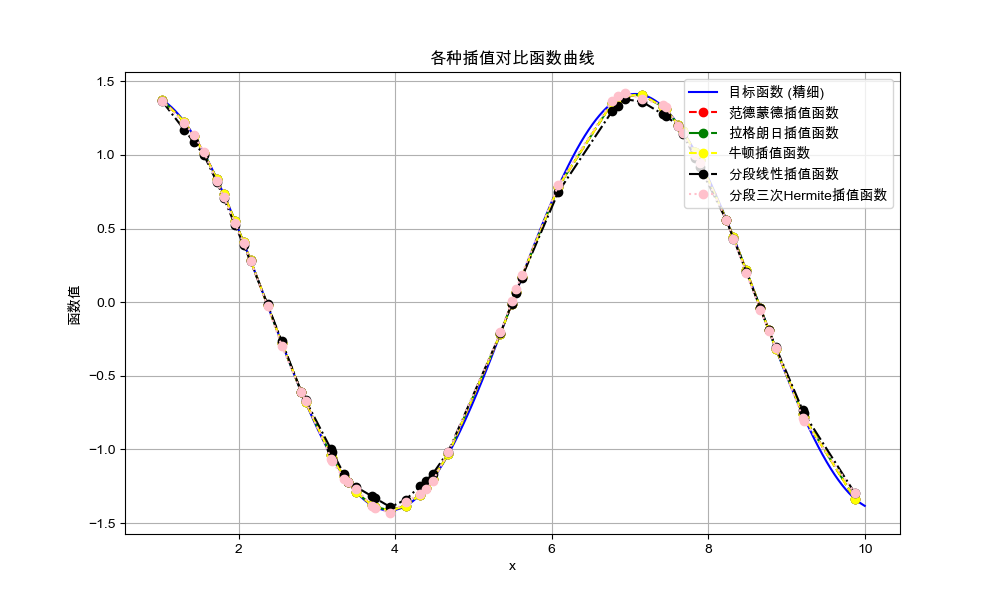 各种插值对比函数曲线
1.5
1.0
0.5
0.0
−0.5
−1.0
−1.5
函数值
2
4
6
8
10
x
目标函数 (精细)
范德蒙德插值函数
拉格朗日插值函数
牛顿插值函数
分段线性插值函数
分段三次Hermite插值函数